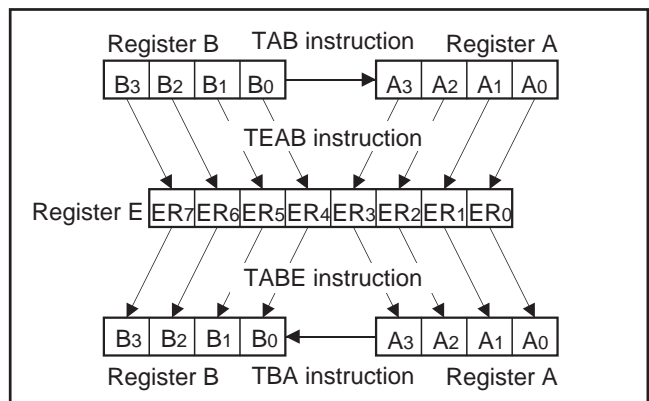 Register B TAB instruction Register A
B3 B2 B1 B0 A3 A2 A1 A0
TEAB instruction
Register E ER7 ER6 ER5 ER4 ER3 ER2 ER1 ER0
TABE instruction
B3 B2 B1 B0 A3 A2 A1 A0
Register B TBA instruction Register A